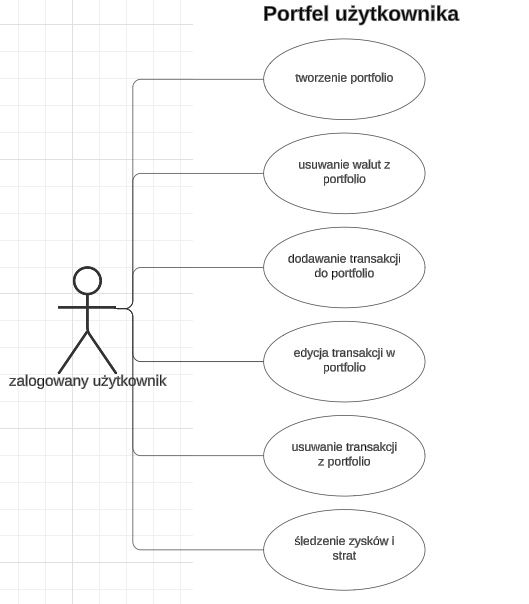 Portfel użytkownika
tworzenie portfolio
usuwanie walut z
portfolio
dodawanie transakcji
do portfolio
edycja transakcji w
portfolio
usuwanie transakcji
z portfolio
śledzenie zysków i
strat
zalogowany użytkownik